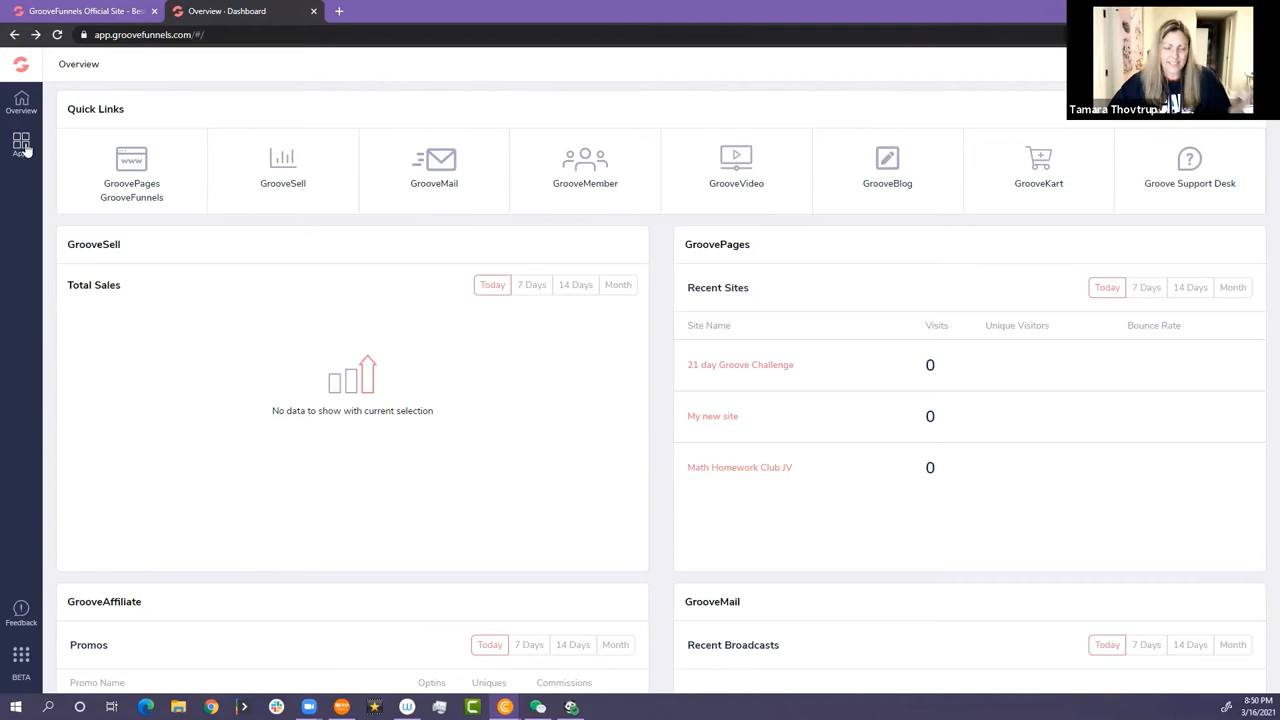 GrooveFunnels Official Site - Bes
Overview - Dashboard
app.groovefunnels.com/#/
Tamara Thovtrup
Overview
Overview
Apps
Quick Links
www
GroovePages
GrooveFunnels
GrooveSell
GrooveMail
GrooveMember
GrooveVideo
GrooveBlog
GrooveKart
Groove Support Desk
GrooveSell
Total Sales
Today
7 Days
14 Days
Month
No data to show with current selection
GroovePages
Recent Sites
Today
7 Days
14 Days
Month
Site Name
Visits
Unique Visitors
Bounce Rate
21 day Groove Challenge
0
My new site
0
Math Homework Club JV
0
GrooveAffiliate
Promos
Today
7 Days
14 Days
Month
Promo Name
Optins
Uniques
Commissions
GrooveMail
Recent Broadcasts
Today
7 Days
14 Days
Month
Feedback
BETA
8:50 PM
3/16/2021